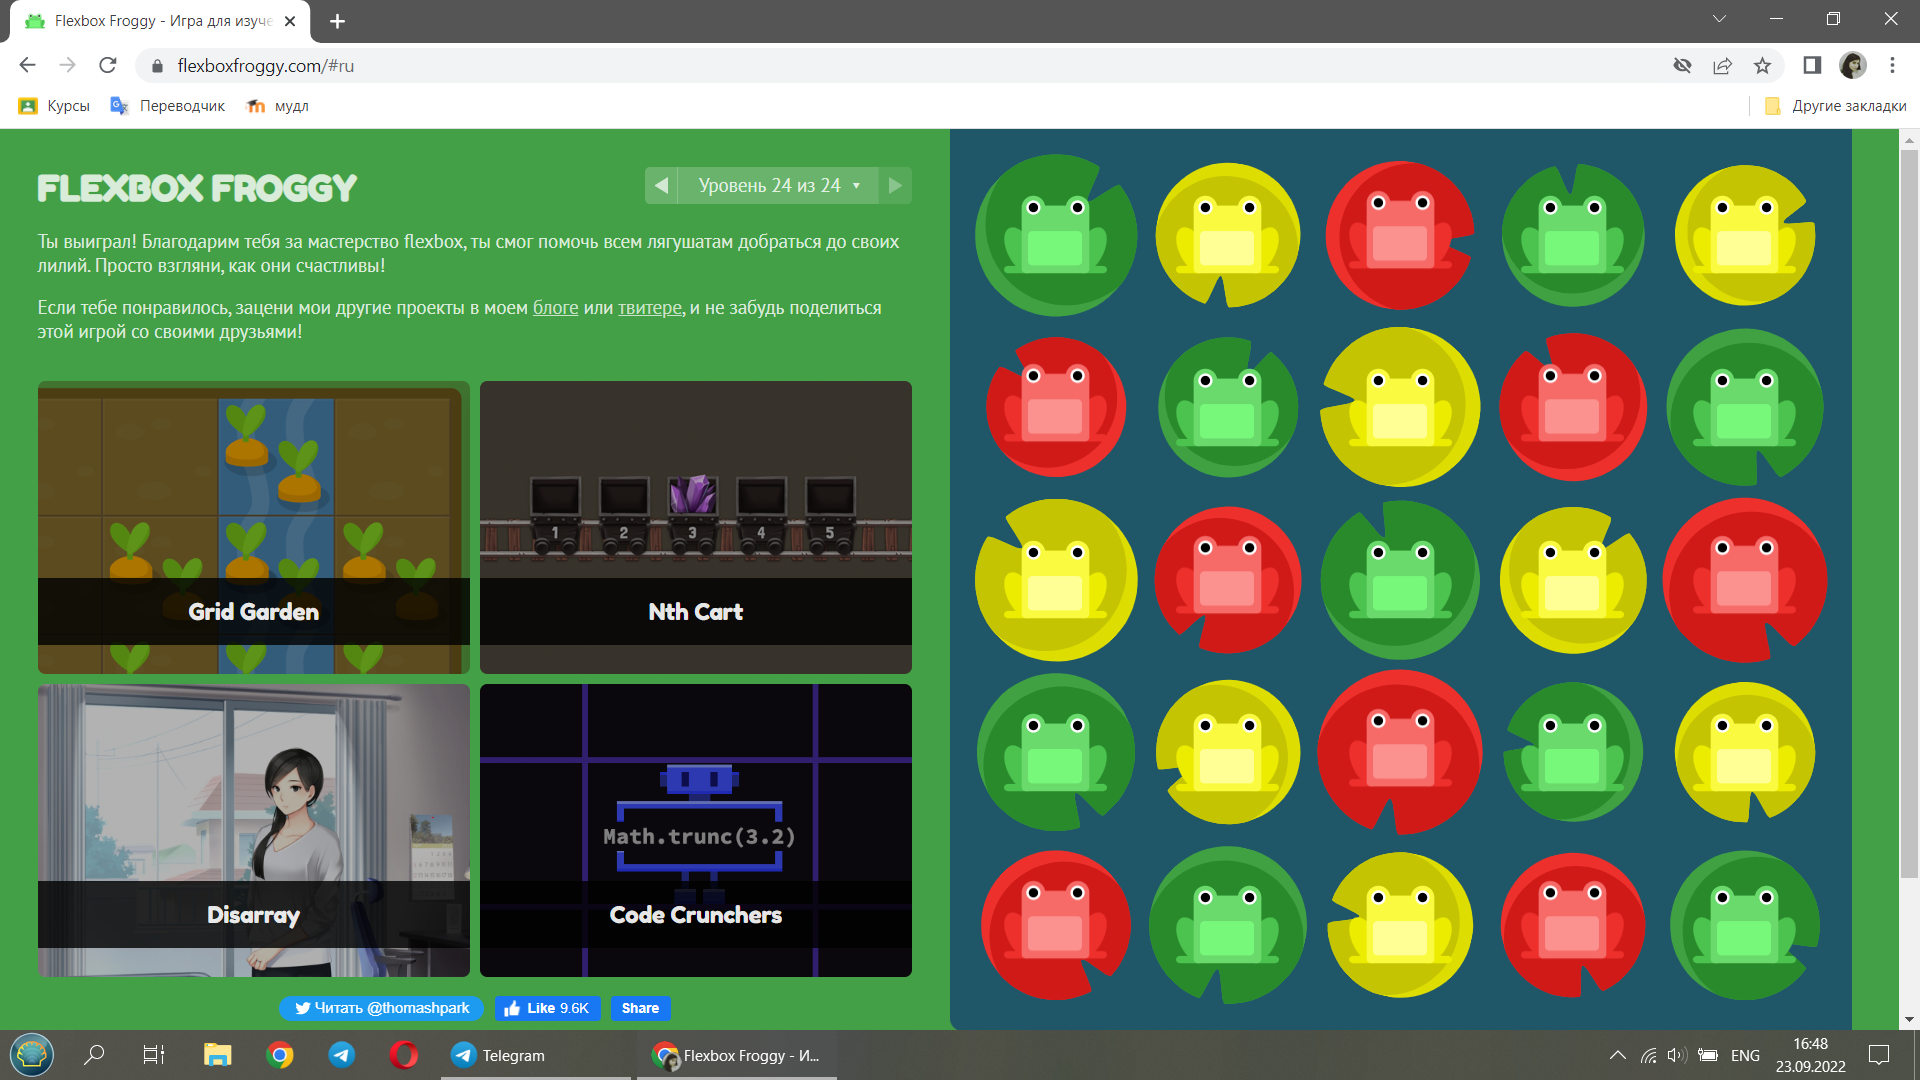 Flexbox Froggy - Игра для изуче
flexboxfroggy.com/#ru
Курсы
Переводчик
мудл
Другие закладки
FLEXBOX FROGGY
Уровень 24 из 24
Ты выиграл! Благодарим тебя за мастерство flexbox, ты смог помочь всем лягушатам добраться до своих
лилий. Просто взгляни, как они счастливы!
Если тебе понравилось, зацени мои другие проекты в моем блоге или твитере, и не забудь поделиться
этой игрой со своими друзьями!
1 2 3 4 5
Grid Garden
Nth Cart
Math.trunc(3.2)
Disarray
Code Crunchers
Читать @thomashpark
Like 9.6K
Share
Telegram
Flexbox Froggy - И...
ENG
16:48
23.09.2022